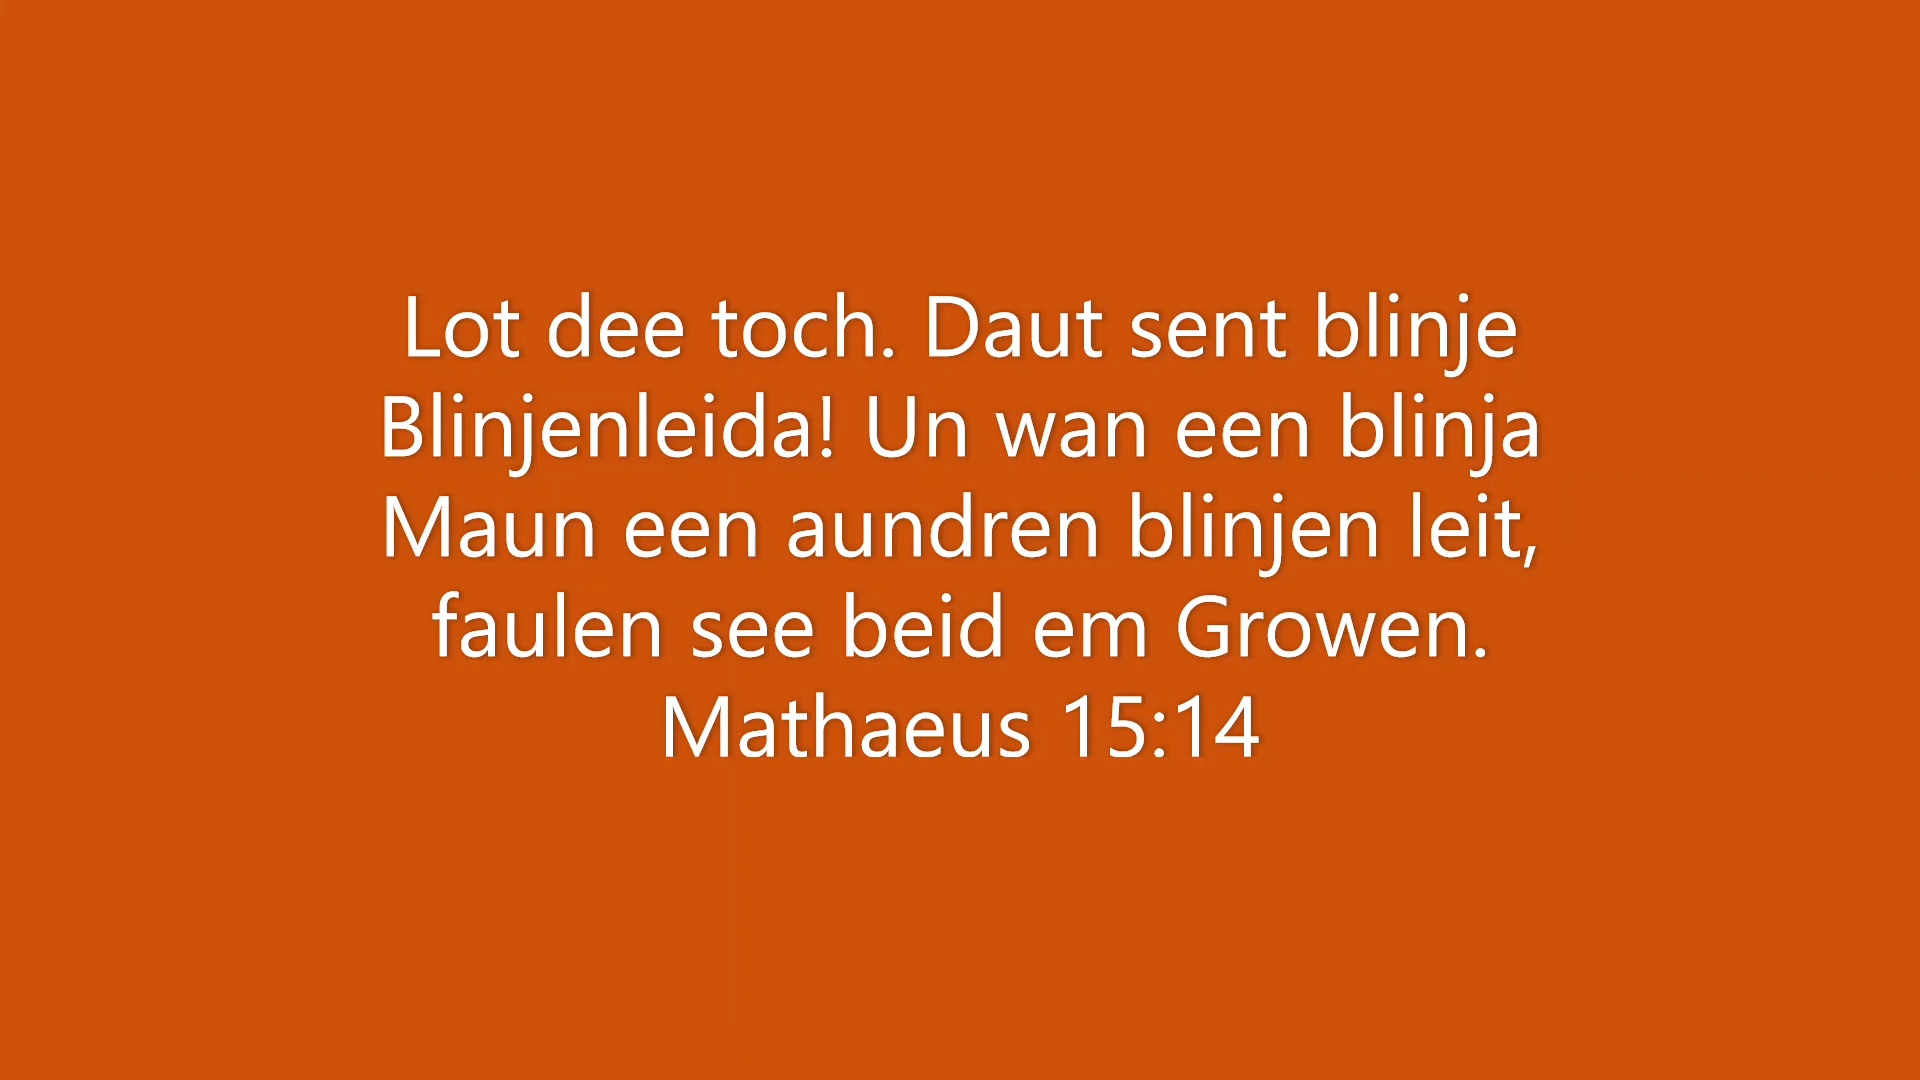 Lot dee toch. Daut sent blinje
Blinjenleida! Un wan een blinja
Maun een aundren blinjen leit,
faulen see beid em Growen.
Mathaeus 15:14